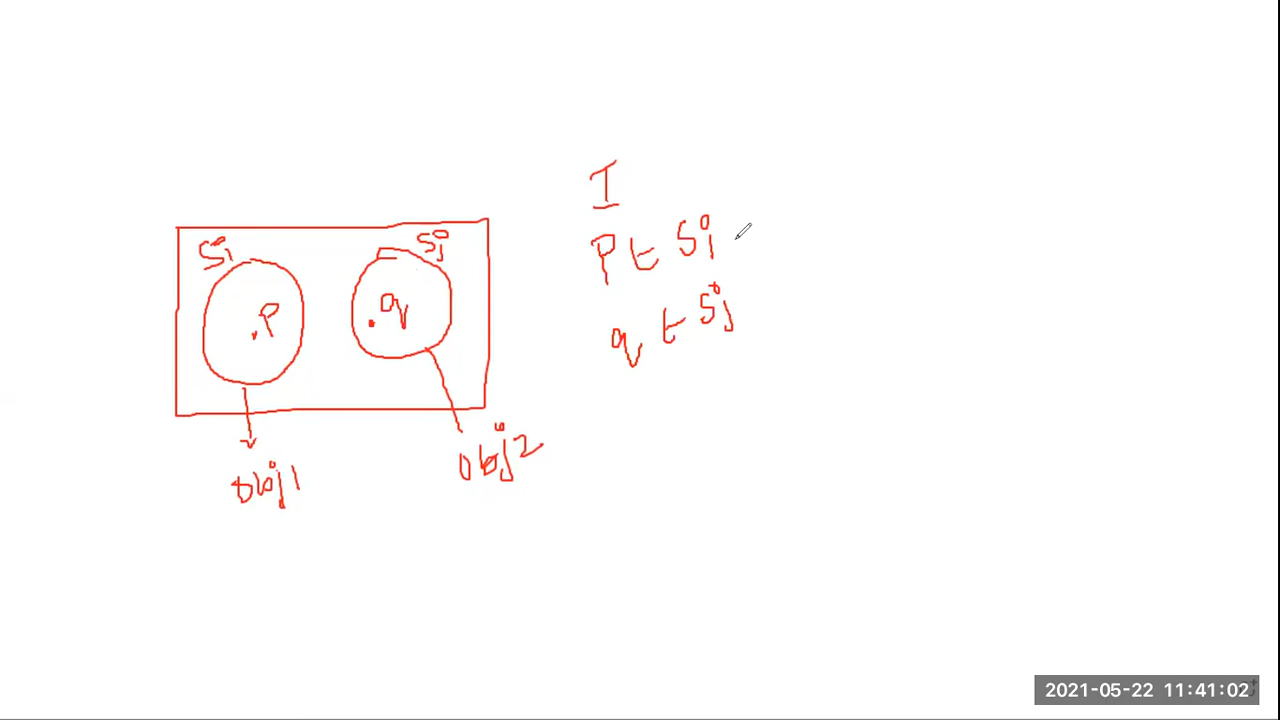 I
Si
Sj
P ∈ Si
.P
.q
q ∈ Sj
obj1
obj2
2021-05-22 11:41:02